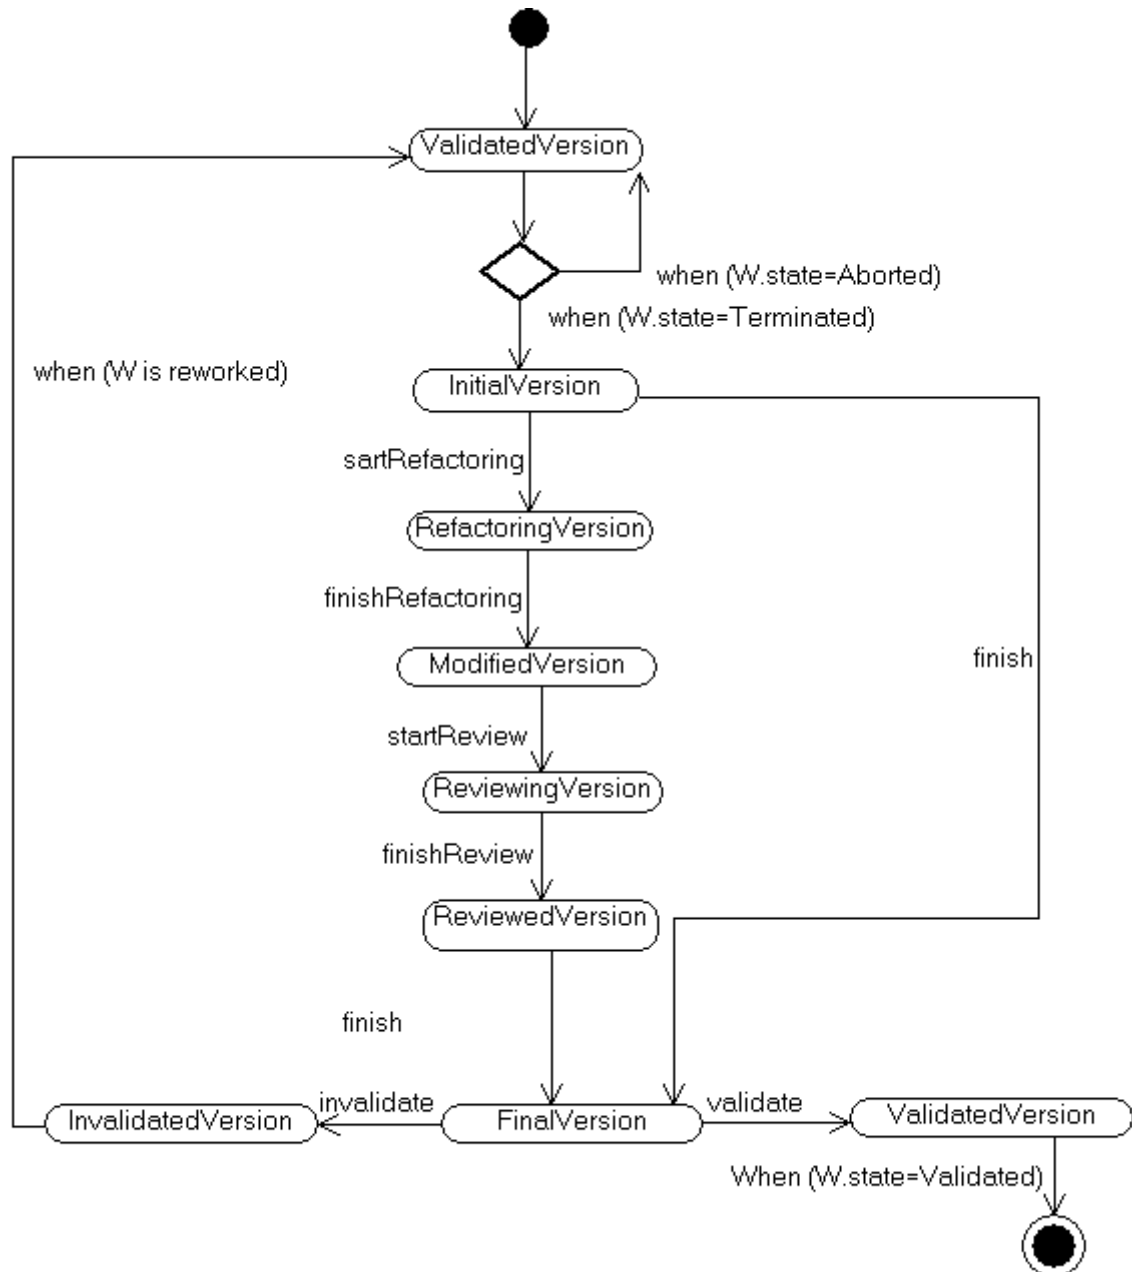 ValidatedVersion
when (W.state=Aborted)
when (W.state=Terminated)
when (W is reworked)
InitialVersion
sartRefactoring
RefactoringVersion
finishRefactoring
ModifiedVersion
finish
startReview
ReviewingVersion
finishReview
ReviewedVersion
finish
invalidate
validate
InvalidatedVersion
FinalVersion
ValidatedVersion
When (W.state=Validated)